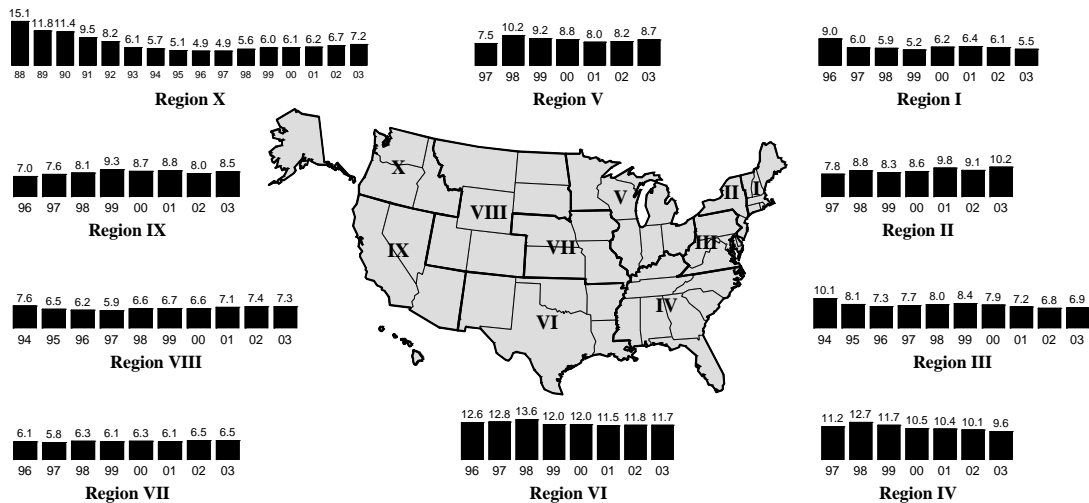 15.1 11.8 11.4 9.5 8.2 6.1 5.7 5.1 4.9 4.9 5.6 6.0 6.1 6.2 6.7 7.2
88 89 90 91 92 93 94 95 96 97 98 99 00 01 02 03
Region X
7.5 10.2 9.2 8.8 8.0 8.2 8.7
97 98 99 00 01 02 03
Region V
9.0 6.0 5.9 5.2 6.2 6.4 6.1 5.5
96 97 98 99 00 01 02 03
Region I
7.0 7.6 8.1 9.3 8.7 8.8 8.0 8.5
96 97 98 99 00 01 02 03
Region IX
X
V
II
I
VIII
IX
VII
III
IV
VI
7.8 8.8 8.3 8.6 9.8 9.1 10.2
97 98 99 00 01 02 03
Region II
7.6 6.5 6.2 5.9 6.6 6.7 6.6 7.1 7.4 7.3
94 95 96 97 98 99 00 01 02 03
Region VIII
10.1 8.1 7.3 7.7 8.0 8.4 7.9 7.2 6.8 6.9
94 95 96 97 98 99 00 01 02 03
Region III
6.1 5.8 6.3 6.1 6.3 6.1 6.5 6.5
96 97 98 99 00 01 02 03
Region VII
12.6 12.8 13.6 12.0 12.0 11.5 11.8 11.7
96 97 98 99 00 01 02 03
Region VI
11.2 12.7 11.7 10.5 10.4 10.1 9.6
97 98 99 00 01 02 03
Region IV